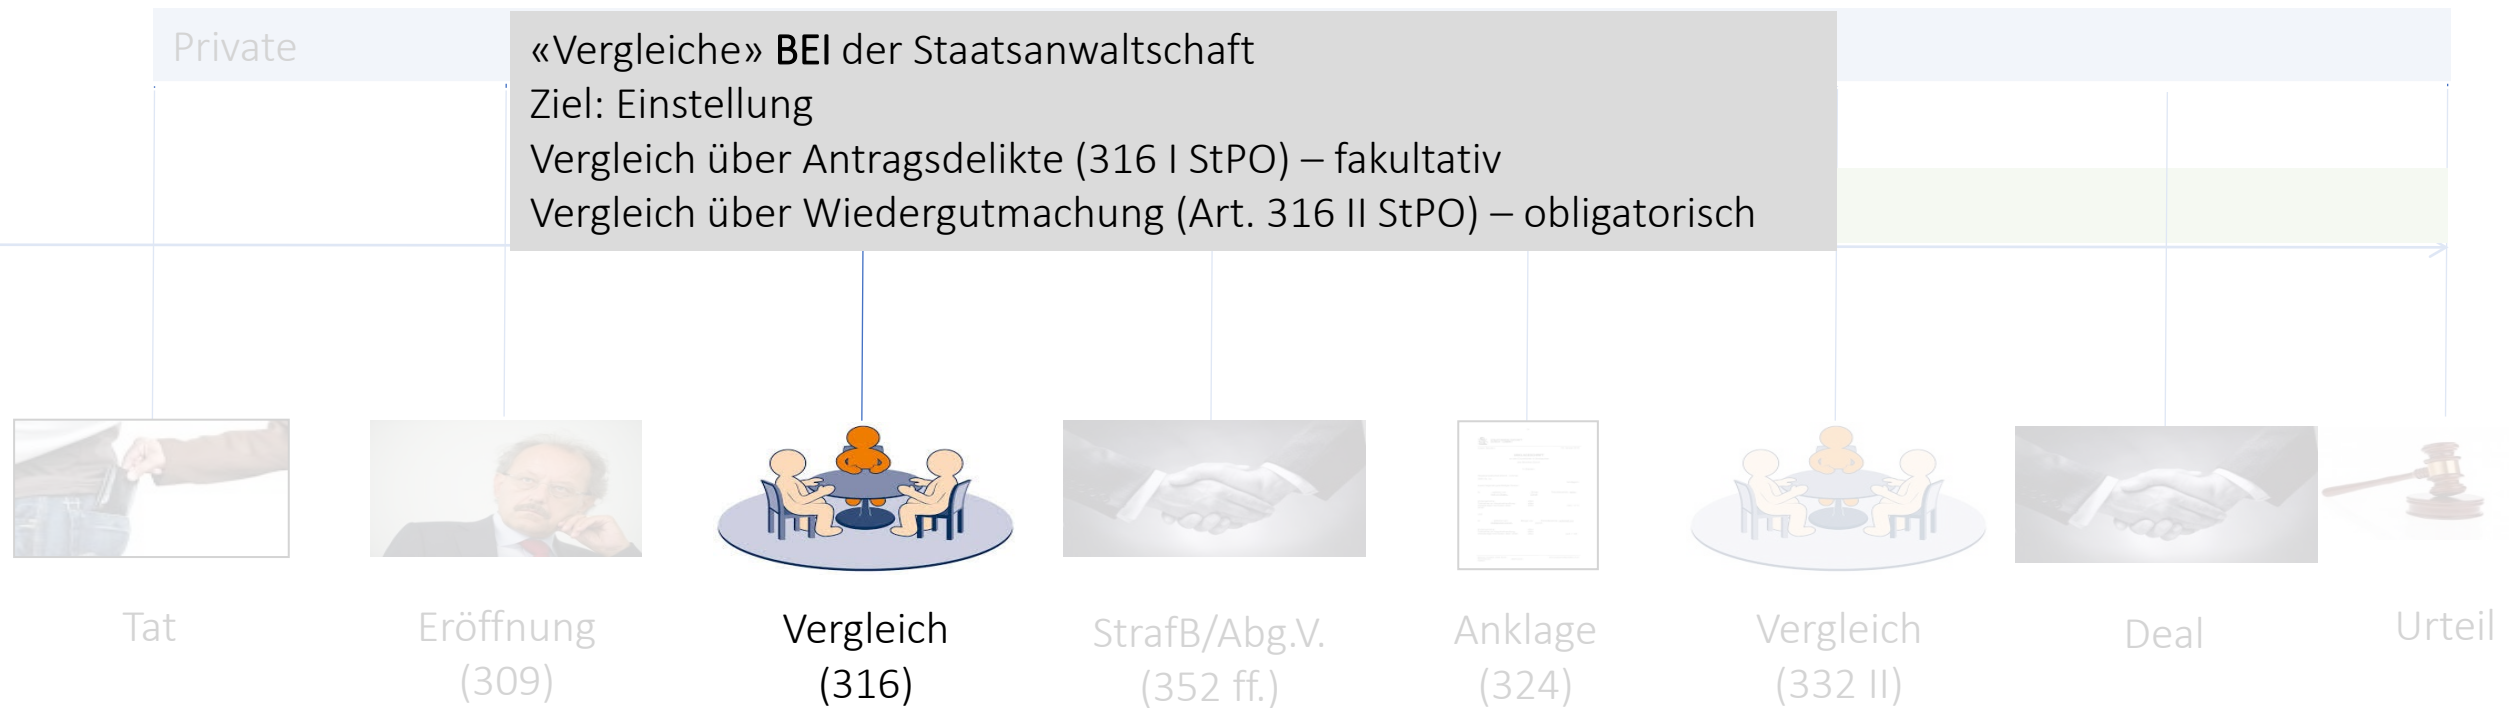 Private
«Vergleiche» BEI der Staatsanwaltschaft
Ziel: Einstellung
Vergleich über Antragsdelikte (316 I StPO) – fakultativ
Vergleich über Wiedergutmachung (Art. 316 II StPO) – obligatorisch
Tat
Eröffnung
(309)
Vergleich
(316)
StrafB/Abg.V.
(352 ff.)
Anklage
(324)
Vergleich
(332 II)
Deal
Urteil